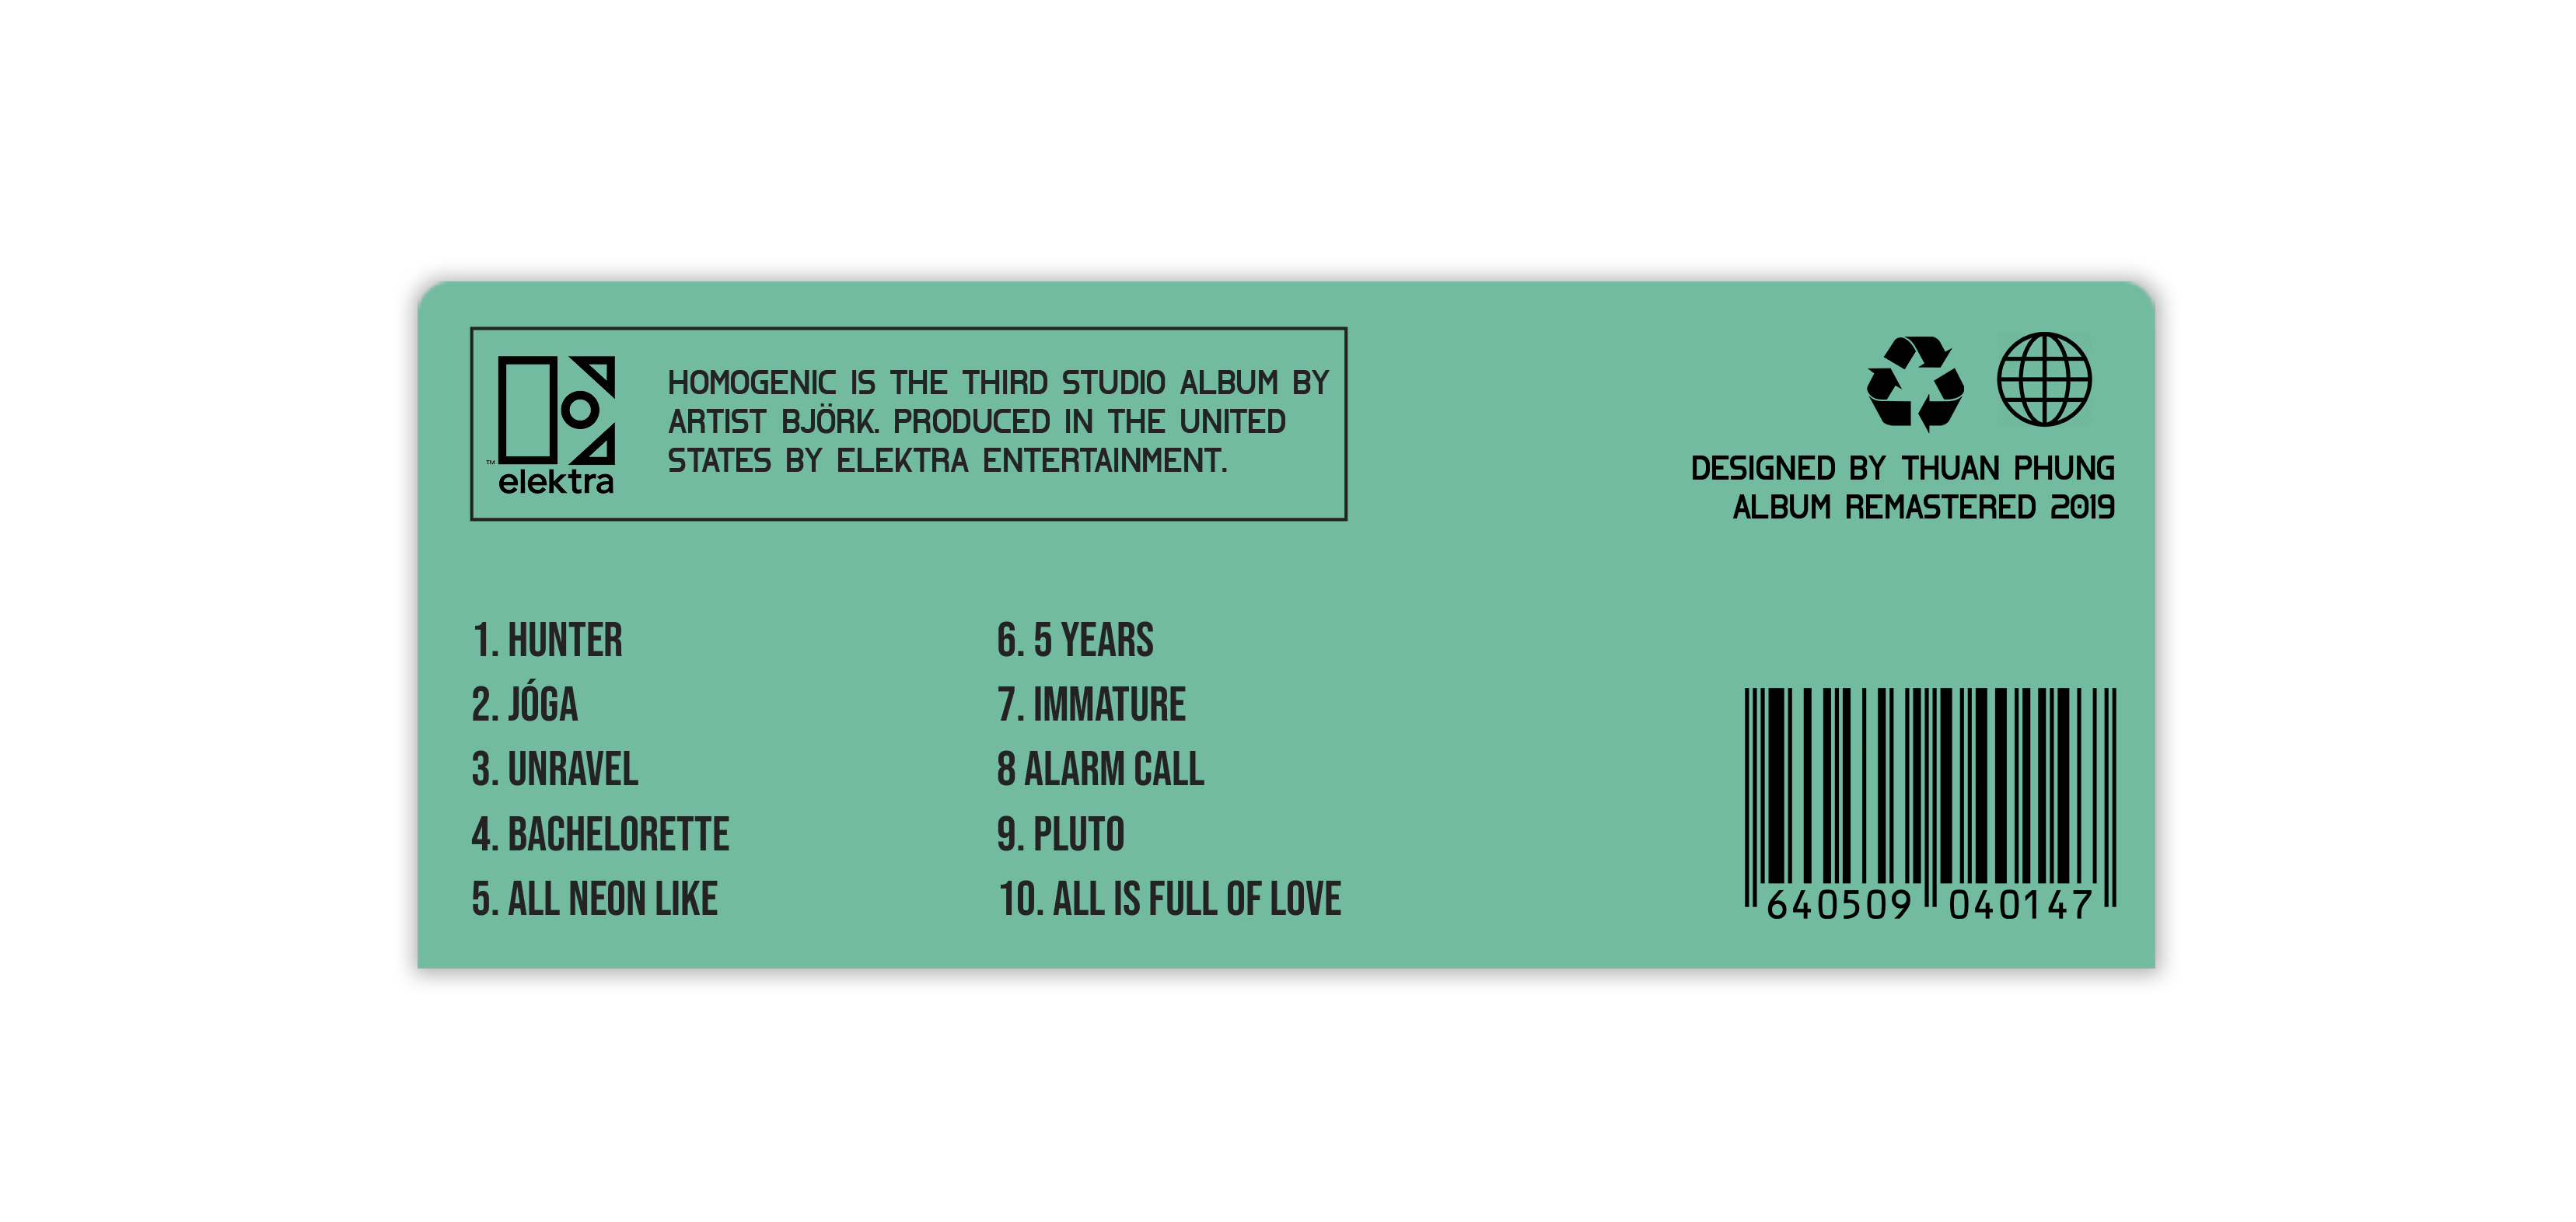 HOMOGENIC IS THE THIRD STUDIO ALBUM BY
ARTIST BJÖRK. PRODUCED IN THE UNITED
STATES BY ELEKTRA ENTERTAINMENT.
™
elektra
DESIGNED BY THUAN PHUNG
ALBUM REMASTERED 2019
1. HUNTER
2. JÓGA
3. UNRAVEL
4. BACHELORETTE
5. ALL NEON LIKE
6. 5 YEARS
7. IMMATURE
8 ALARM CALL
9. PLUTO
10. ALL IS FULL OF LOVE
640509 040147